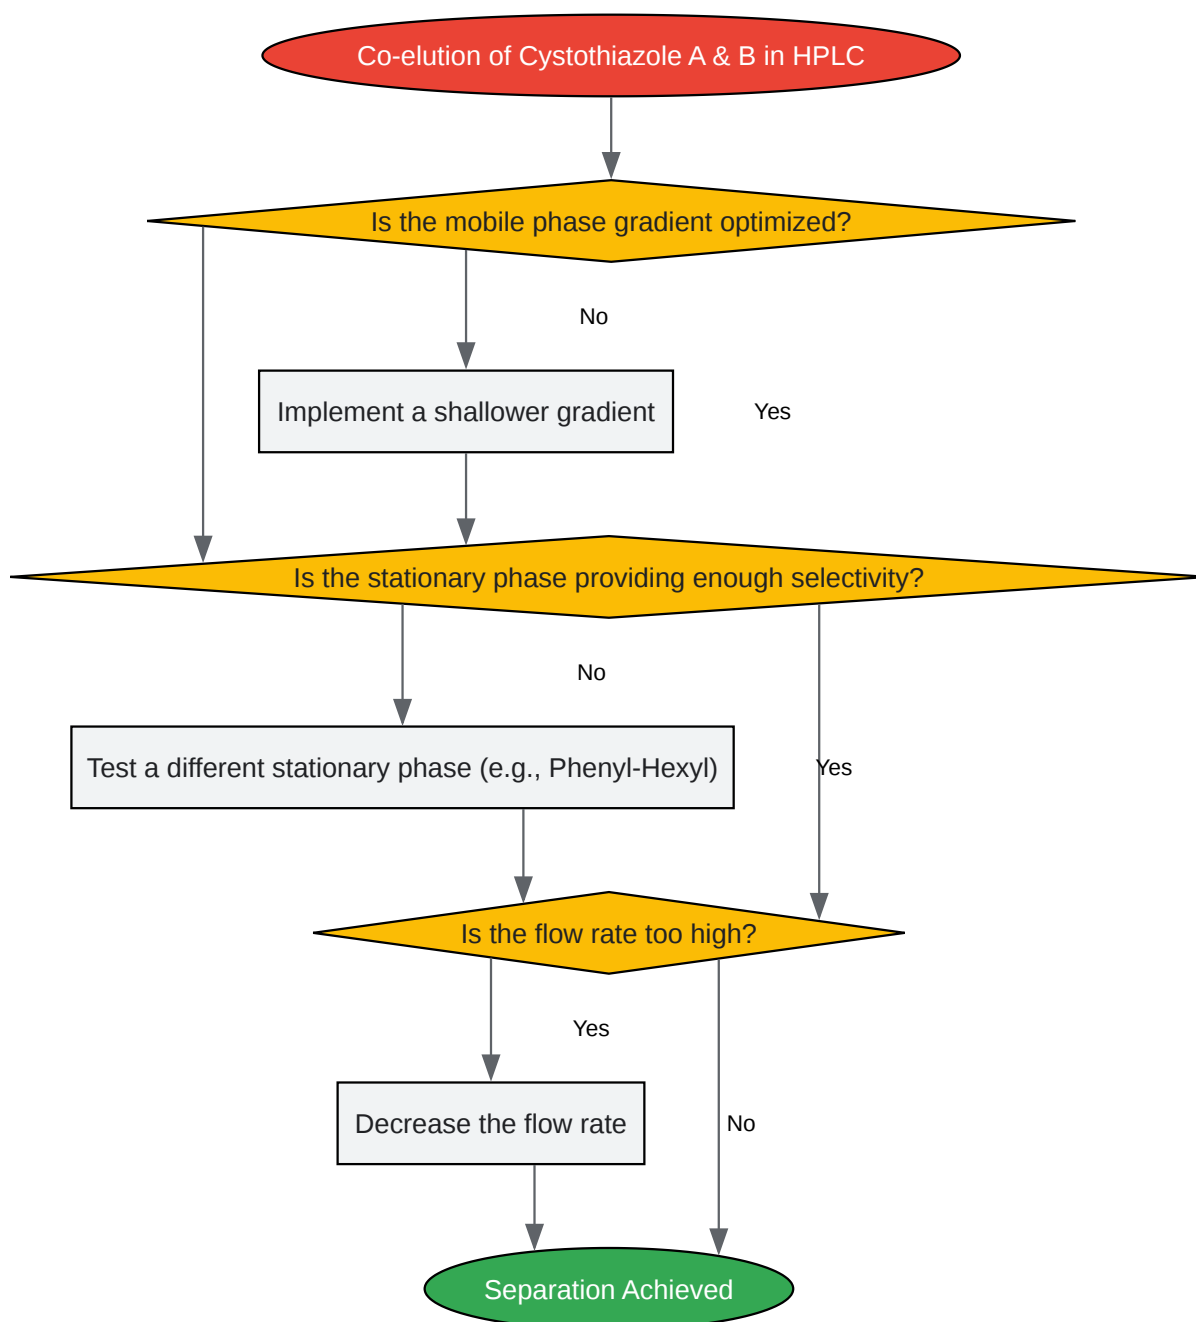 Co-elution of Cystothiazole A & B in HPLC
Is the mobile phase gradient optimized?
No
Implement a shallower gradient
Yes
Is the stationary phase providing enough selectivity?
No
Test a different stationary phase (e.g., Phenyl-Hexyl)
Yes
Is the flow rate too high?
Yes
Decrease the flow rate
No
Separation Achieved